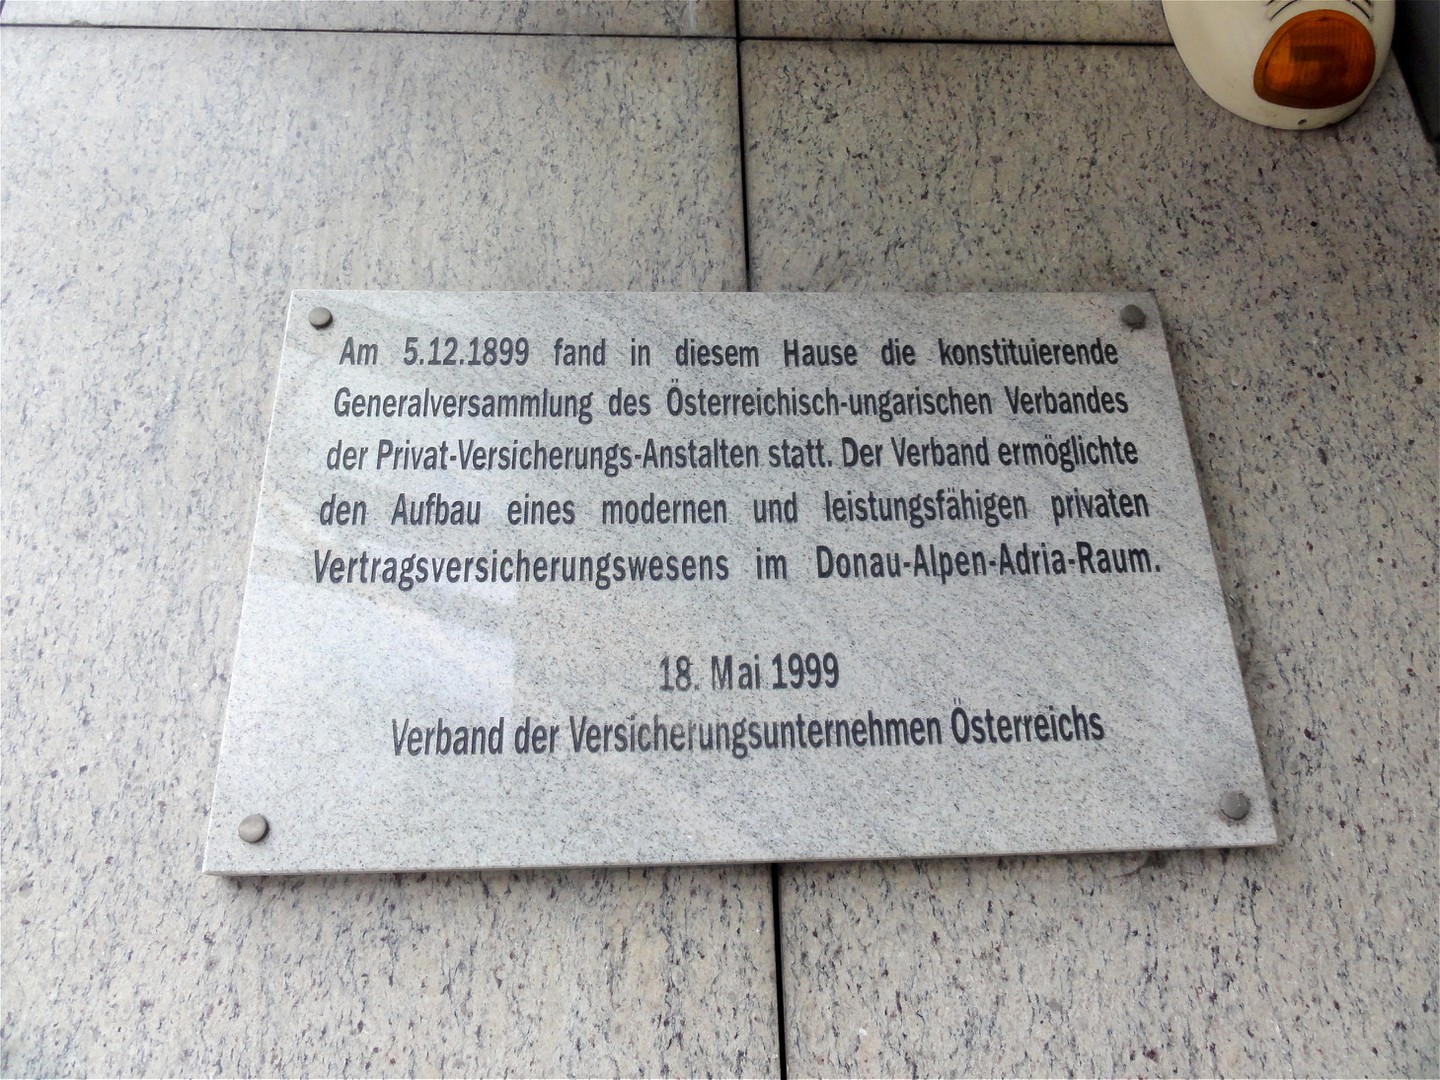 Am 5.12.1899 fand in diesem Hause die konstituierende
Generalversammlung des Österreichisch-ungarischen Verbandes
der Privat-Versicherungs-Anstalten statt. Der Verband ermöglichte
den Aufbau eines modernen und leistungsfähigen privaten
Vertragsversicherungswesens im Donau-Alpen-Adria-Raum.
18. Mai 1999
Verband der Versicherungsunternehmen Österreichs